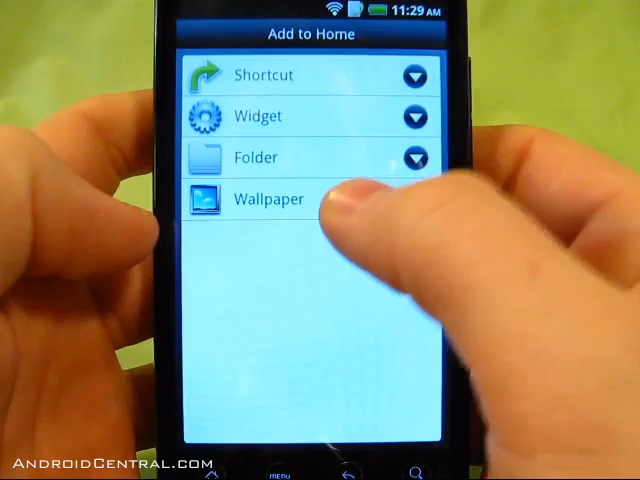 11:29 AM
Add to Home
Shortcut
Widget
Folder
Wallpaper
MENU
ANDROIDCENTRAL.COM